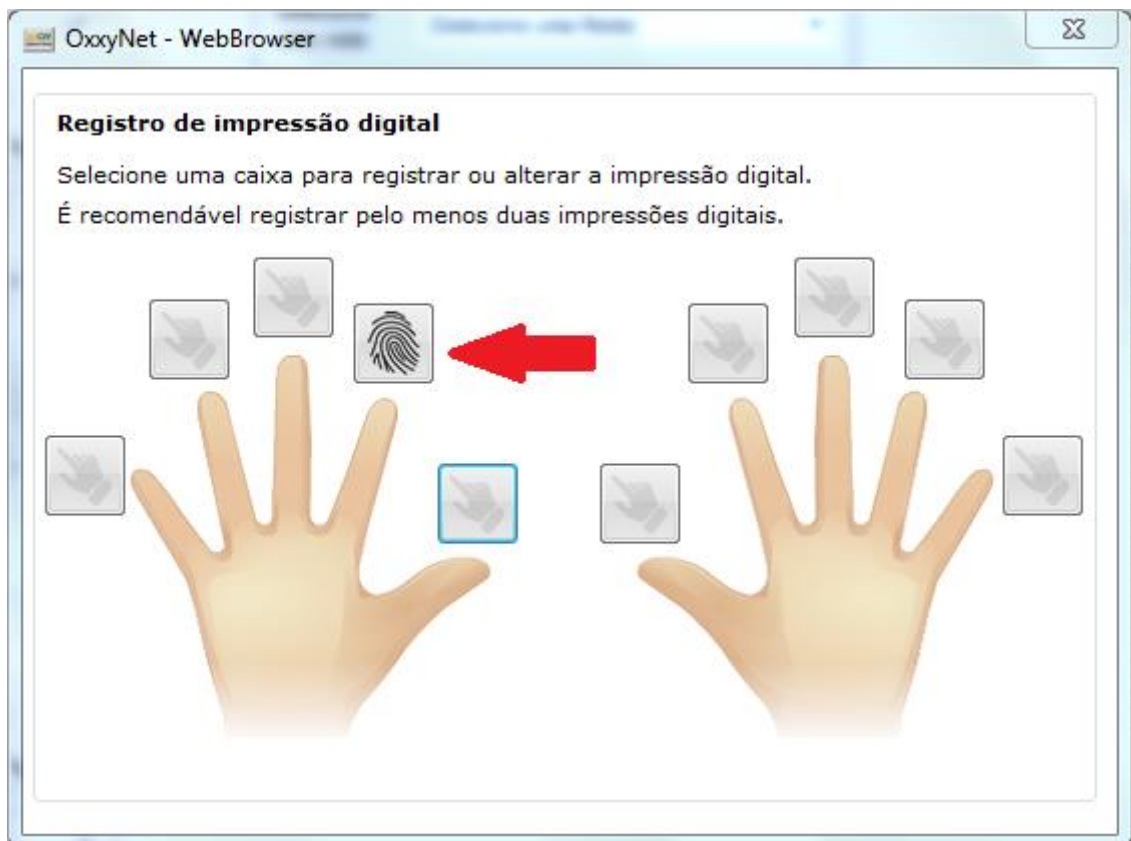 OxxyNet - WebBrowser
Registro de impressão digital
Selecione uma caixa para registrar ou alterar a impressão digital.
É recomendável registrar pelo menos duas impressões digitais.